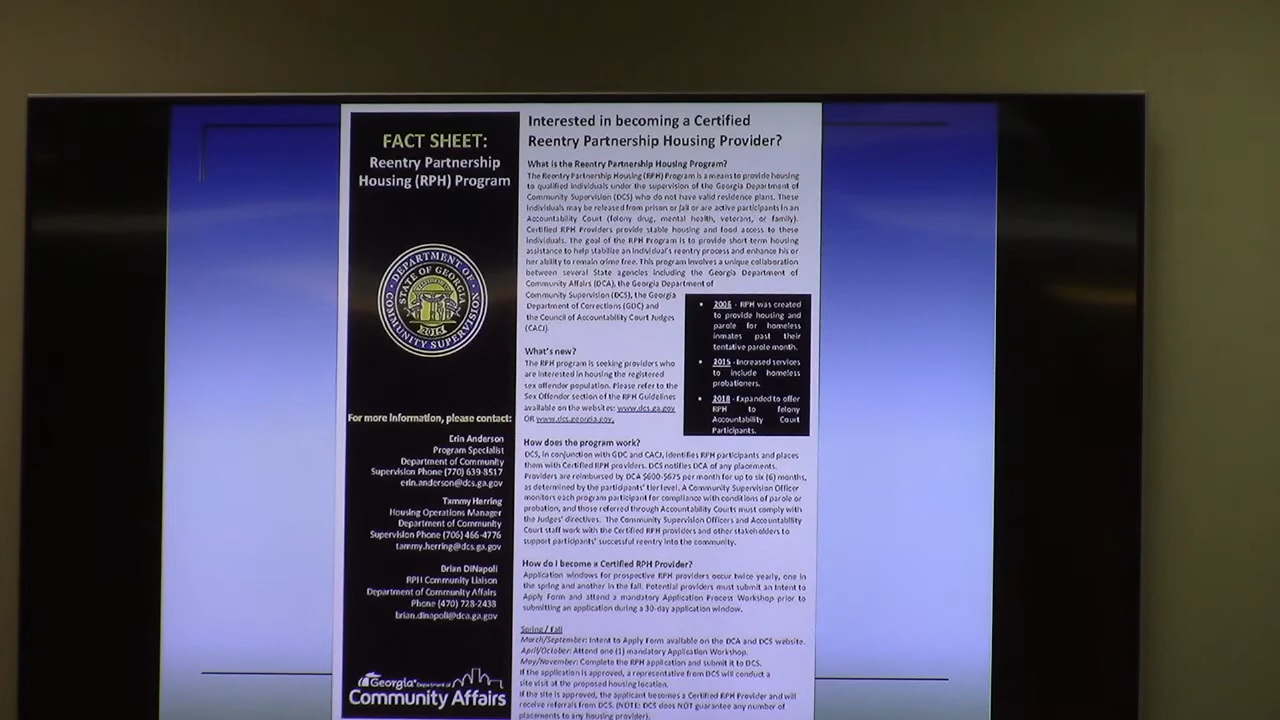 FACT SHEET:
Reentry Partnership
Housing (RPH) Program
DEPARTMENT OF
COMMUNITY SUPERVISION
STATE OF GEORGIA
2015
For more information, please contact:
Erin Anderson
Program Specialist
Department of Community
Supervision Phone (770) 639-8517
erin.anderson@dcs.ga.gov
Tammy Herring
Housing Operations Manager
Department of Community
Supervision Phone (706) 466-4776
tammy.herring@dcs.ga.gov
Brian DiNapoli
RPH Community Liaison
Department of Community Affairs
Phone (470) 728-2433
brian.dinapoli@dca.ga.gov
Georgia Department of
Community Affairs
Interested in becoming a Certified
Reentry Partnership Housing Provider?
What is the Reentry Partnership Housing Program?
The Reentry Partnership Housing (RPH) Program is a means to provide housing
to qualified individuals under the supervision of the Georgia Department of
Community Supervision (DCS) who do not have valid residence plans. These
individuals may be released from prison or jail or are active participants in an
Accountability Court (felony drug, mental health, veterans, or family).
Certified RPH Providers provide stable housing and food access to these
individuals. The goal of the RPH Program is to provide short-term housing
assistance to help stabilize an individual's reentry process and enhance his or
her ability to remain crime free. This program involves a unique collaboration
between several State agencies including the Georgia Department of
Community Affairs (DCA), the Georgia Department of
Community Supervision (DCS), the Georgia
Department of Corrections (GDC) and
the Council of Accountability Court Judges
(CACJ).
What's new?
The RPH program is seeking providers who
are interested in housing the registered
sex offender population. Please refer to the
Sex Offender section of the RPH Guidelines
available on the websites: www.dcs.ga.gov
OR www.dcs.georgia.gov.
2005 - RPH was created
to provide housing and
parole for homeless
inmates past their
tentative parole month.
2015 - Increased services
to include homeless
probationers.
2018 - Expanded to offer
RPH to felony
Accountability Court
Participants.
How does the program work?
DCS, in conjunction with GDC and CACJ, identifies RPH participants and places
them with Certified RPH providers. DCS notifies DCA of any placements.
Providers are reimbursed by DCA $600-$675 per month for up to six (6) months,
as determined by the participants' tier level. A Community Supervision Officer
monitors each program participant for compliance with conditions of parole or
probation, and those referred through Accountability Courts must comply with
the Judges' directives. The Community Supervision Officers and Accountability
Court staff work with the Certified RPH providers and other stakeholders to
support participants' successful reentry into the community.
How do I become a Certified RPH Provider?
Application windows for prospective RPH providers occur twice yearly, one in
the spring and another in the fall. Potential providers must submit an Intent to
Apply Form and attend a mandatory Application Process Workshop prior to
submitting an application during a 30-day application window.
Spring / Fall
March/September: Intent to Apply Form available on the DCA and DCS website.
April/October: Attend one (1) mandatory Application Workshop.
May/November: Complete the RPH application and submit it to DCS.
If the application is approved, a representative from DCS will conduct a
site visit at the proposed housing location.
If the site is approved, the applicant becomes a Certified RPH Provider and will
receive referrals from DCS. (NOTE: DCS does NOT guarantee any number of
placements to any housing provider).